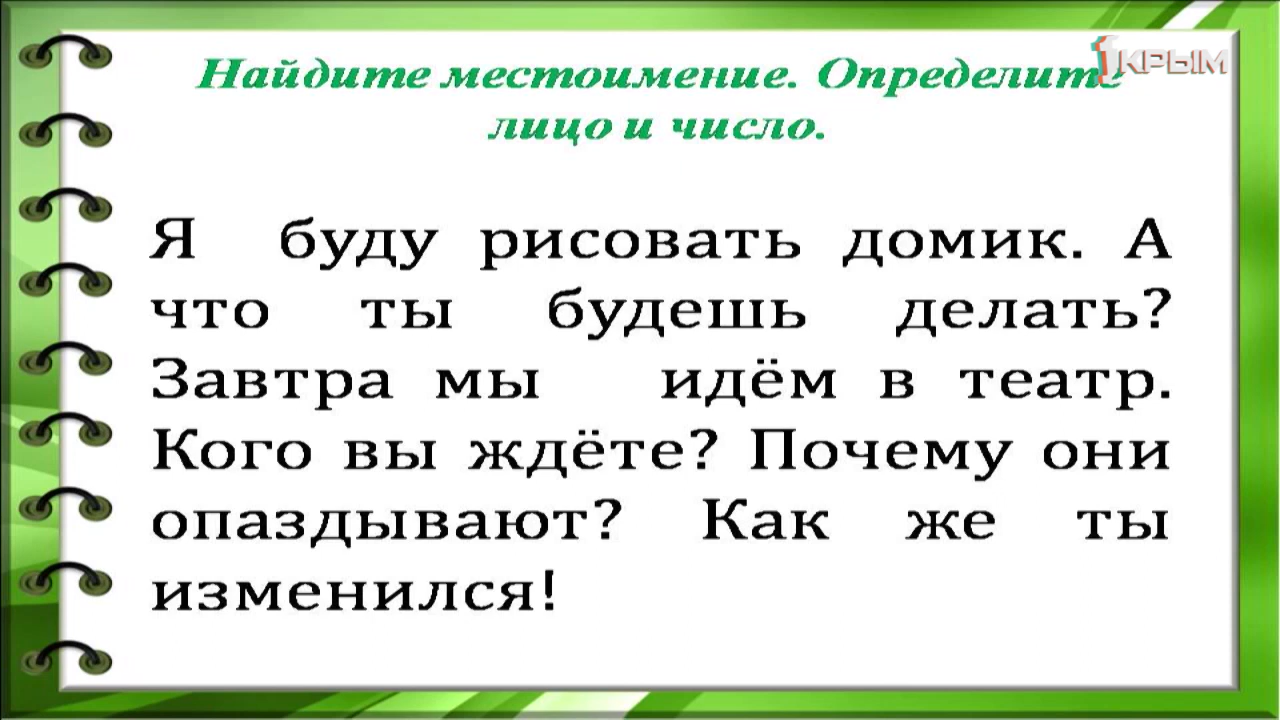 Найдите местоимение. Определите
1КРЫМ
лицо и число.
Я буду рисовать домик. А
что ты будешь делать?
Завтра мы идём в театр.
Кого вы ждёте? Почему они
опаздывают? Как же ты
изменился!